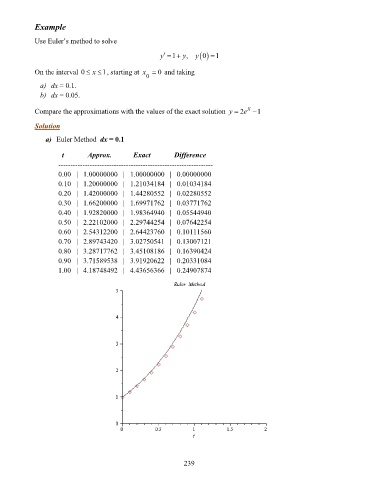 Example
Use Euler's method to solve
y' = 1 + y, y(0) = 1
On the interval 0 ≤ x ≤ 1, starting at x₀ = 0 and taking
a) dx = 0.1.
b) dx = 0.05.
Compare the approximations with the values of the exact solution y = 2eˣ − 1
Solution
a) Euler Method dx = 0.1
t Approx. Exact Difference
------------------------------------------------------------
0.00 | 1.00000000 | 1.00000000 | 0.00000000
0.10 | 1.20000000 | 1.21034184 | 0.01034184
0.20 | 1.42000000 | 1.44280552 | 0.02280552
0.30 | 1.66200000 | 1.69971762 | 0.03771762
0.40 | 1.92820000 | 1.98364940 | 0.05544940
0.50 | 2.22102000 | 2.29744254 | 0.07642254
0.60 | 2.54312200 | 2.64423760 | 0.10111560
0.70 | 2.89743420 | 3.02750541 | 0.13007121
0.80 | 3.28717762 | 3.45108186 | 0.16390424
0.90 | 3.71589538 | 3.91920622 | 0.20331084
1.00 | 4.18748492 | 4.43656366 | 0.24907874
Euler Method
5
4
3
2
1
0
0 0.5 1 1.5 2
t
239